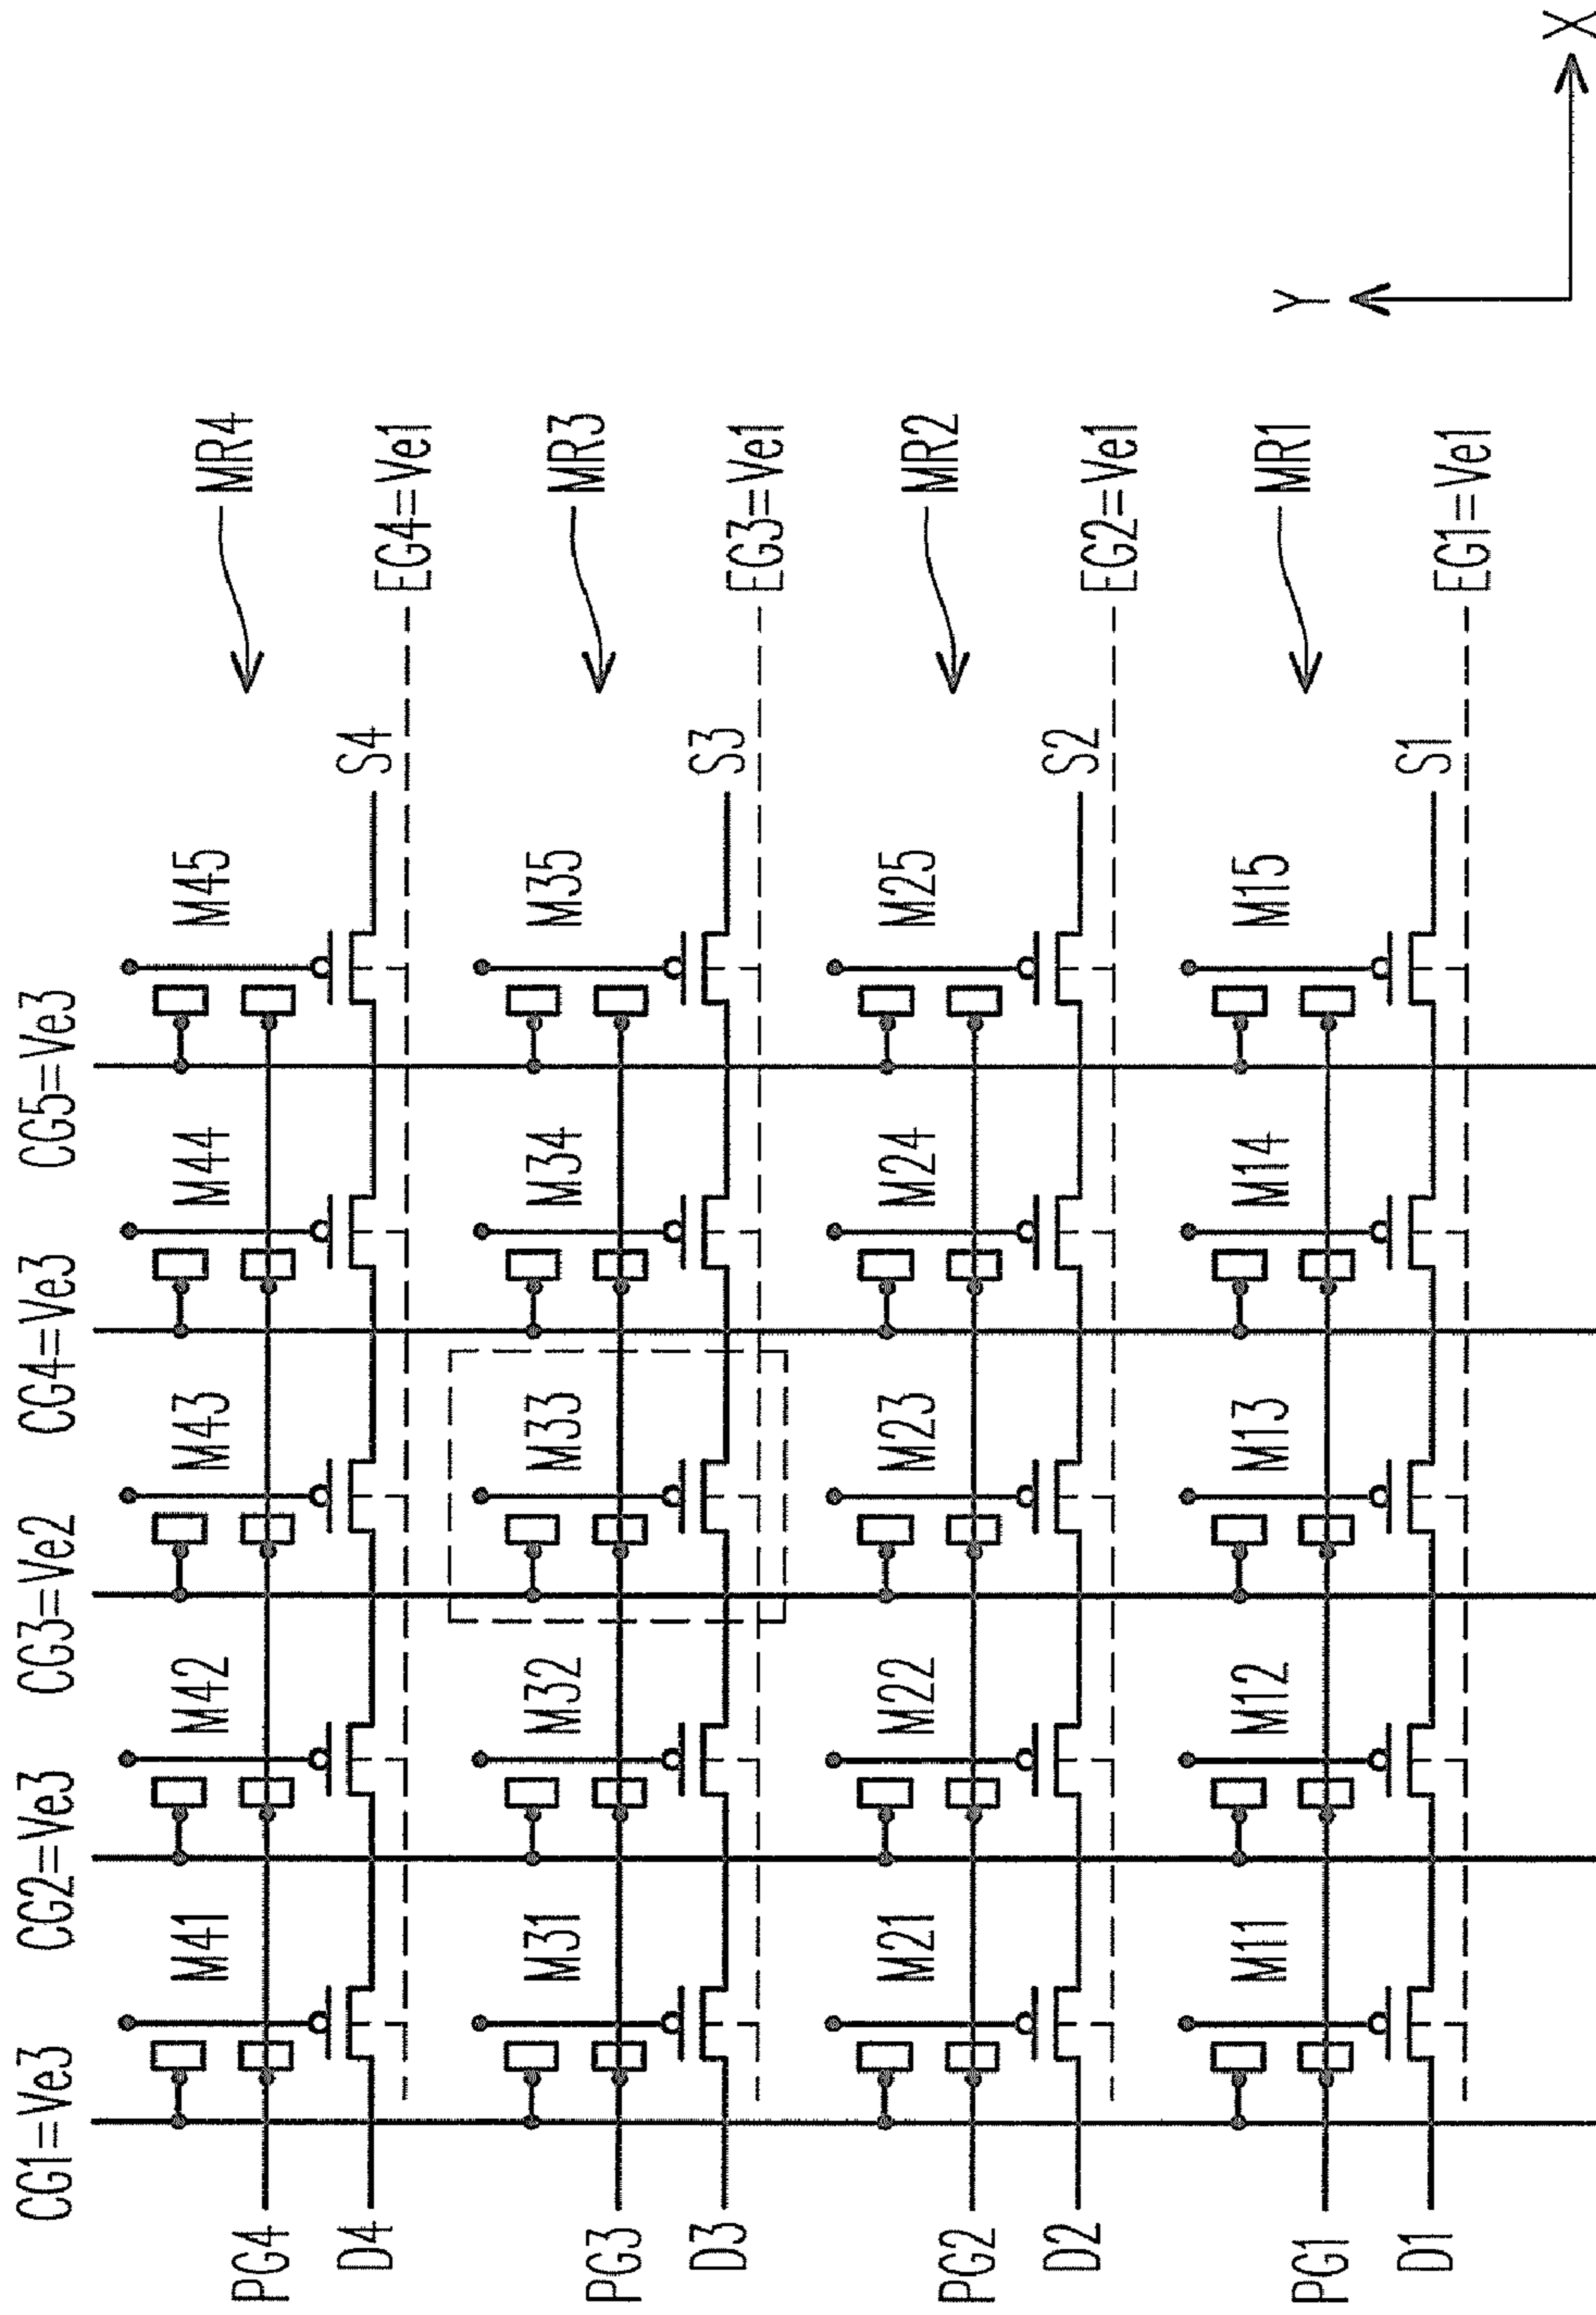 CG1=Ve3 CG2=Ve3 CG3=Ve2 CG4=Ve3 CG5=Ve3
M41 M42 M43 M44 M45
MR4
PG4
D4 S4
EG4=Ve1
M31 M32 M33 M34 M35
MR3
PG3
D3 S3
EG3=Ve1
M21 M22 M23 M24 M25
MR2
PG2
D2 S2
EG2=Ve1
M11 M12 M13 M14 M15
MR1
PG1
D1 S1
EG1=Ve1
Y
X